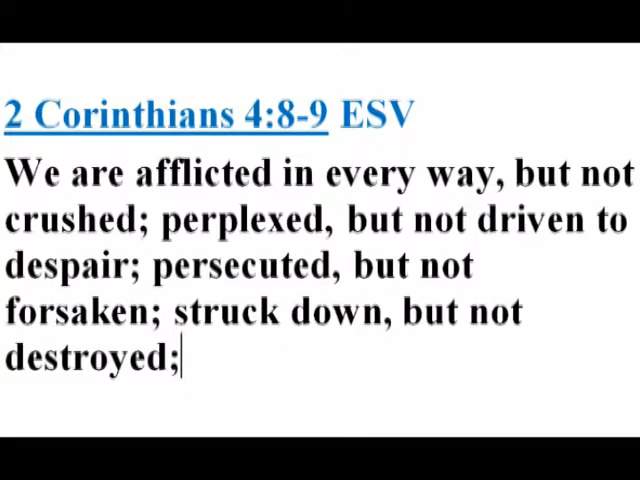 2 Corinthians 4:8-9 ESV
We are afflicted in every way, but not
crushed; perplexed, but not driven to
despair; persecuted, but not
forsaken; struck down, but not
destroyed;